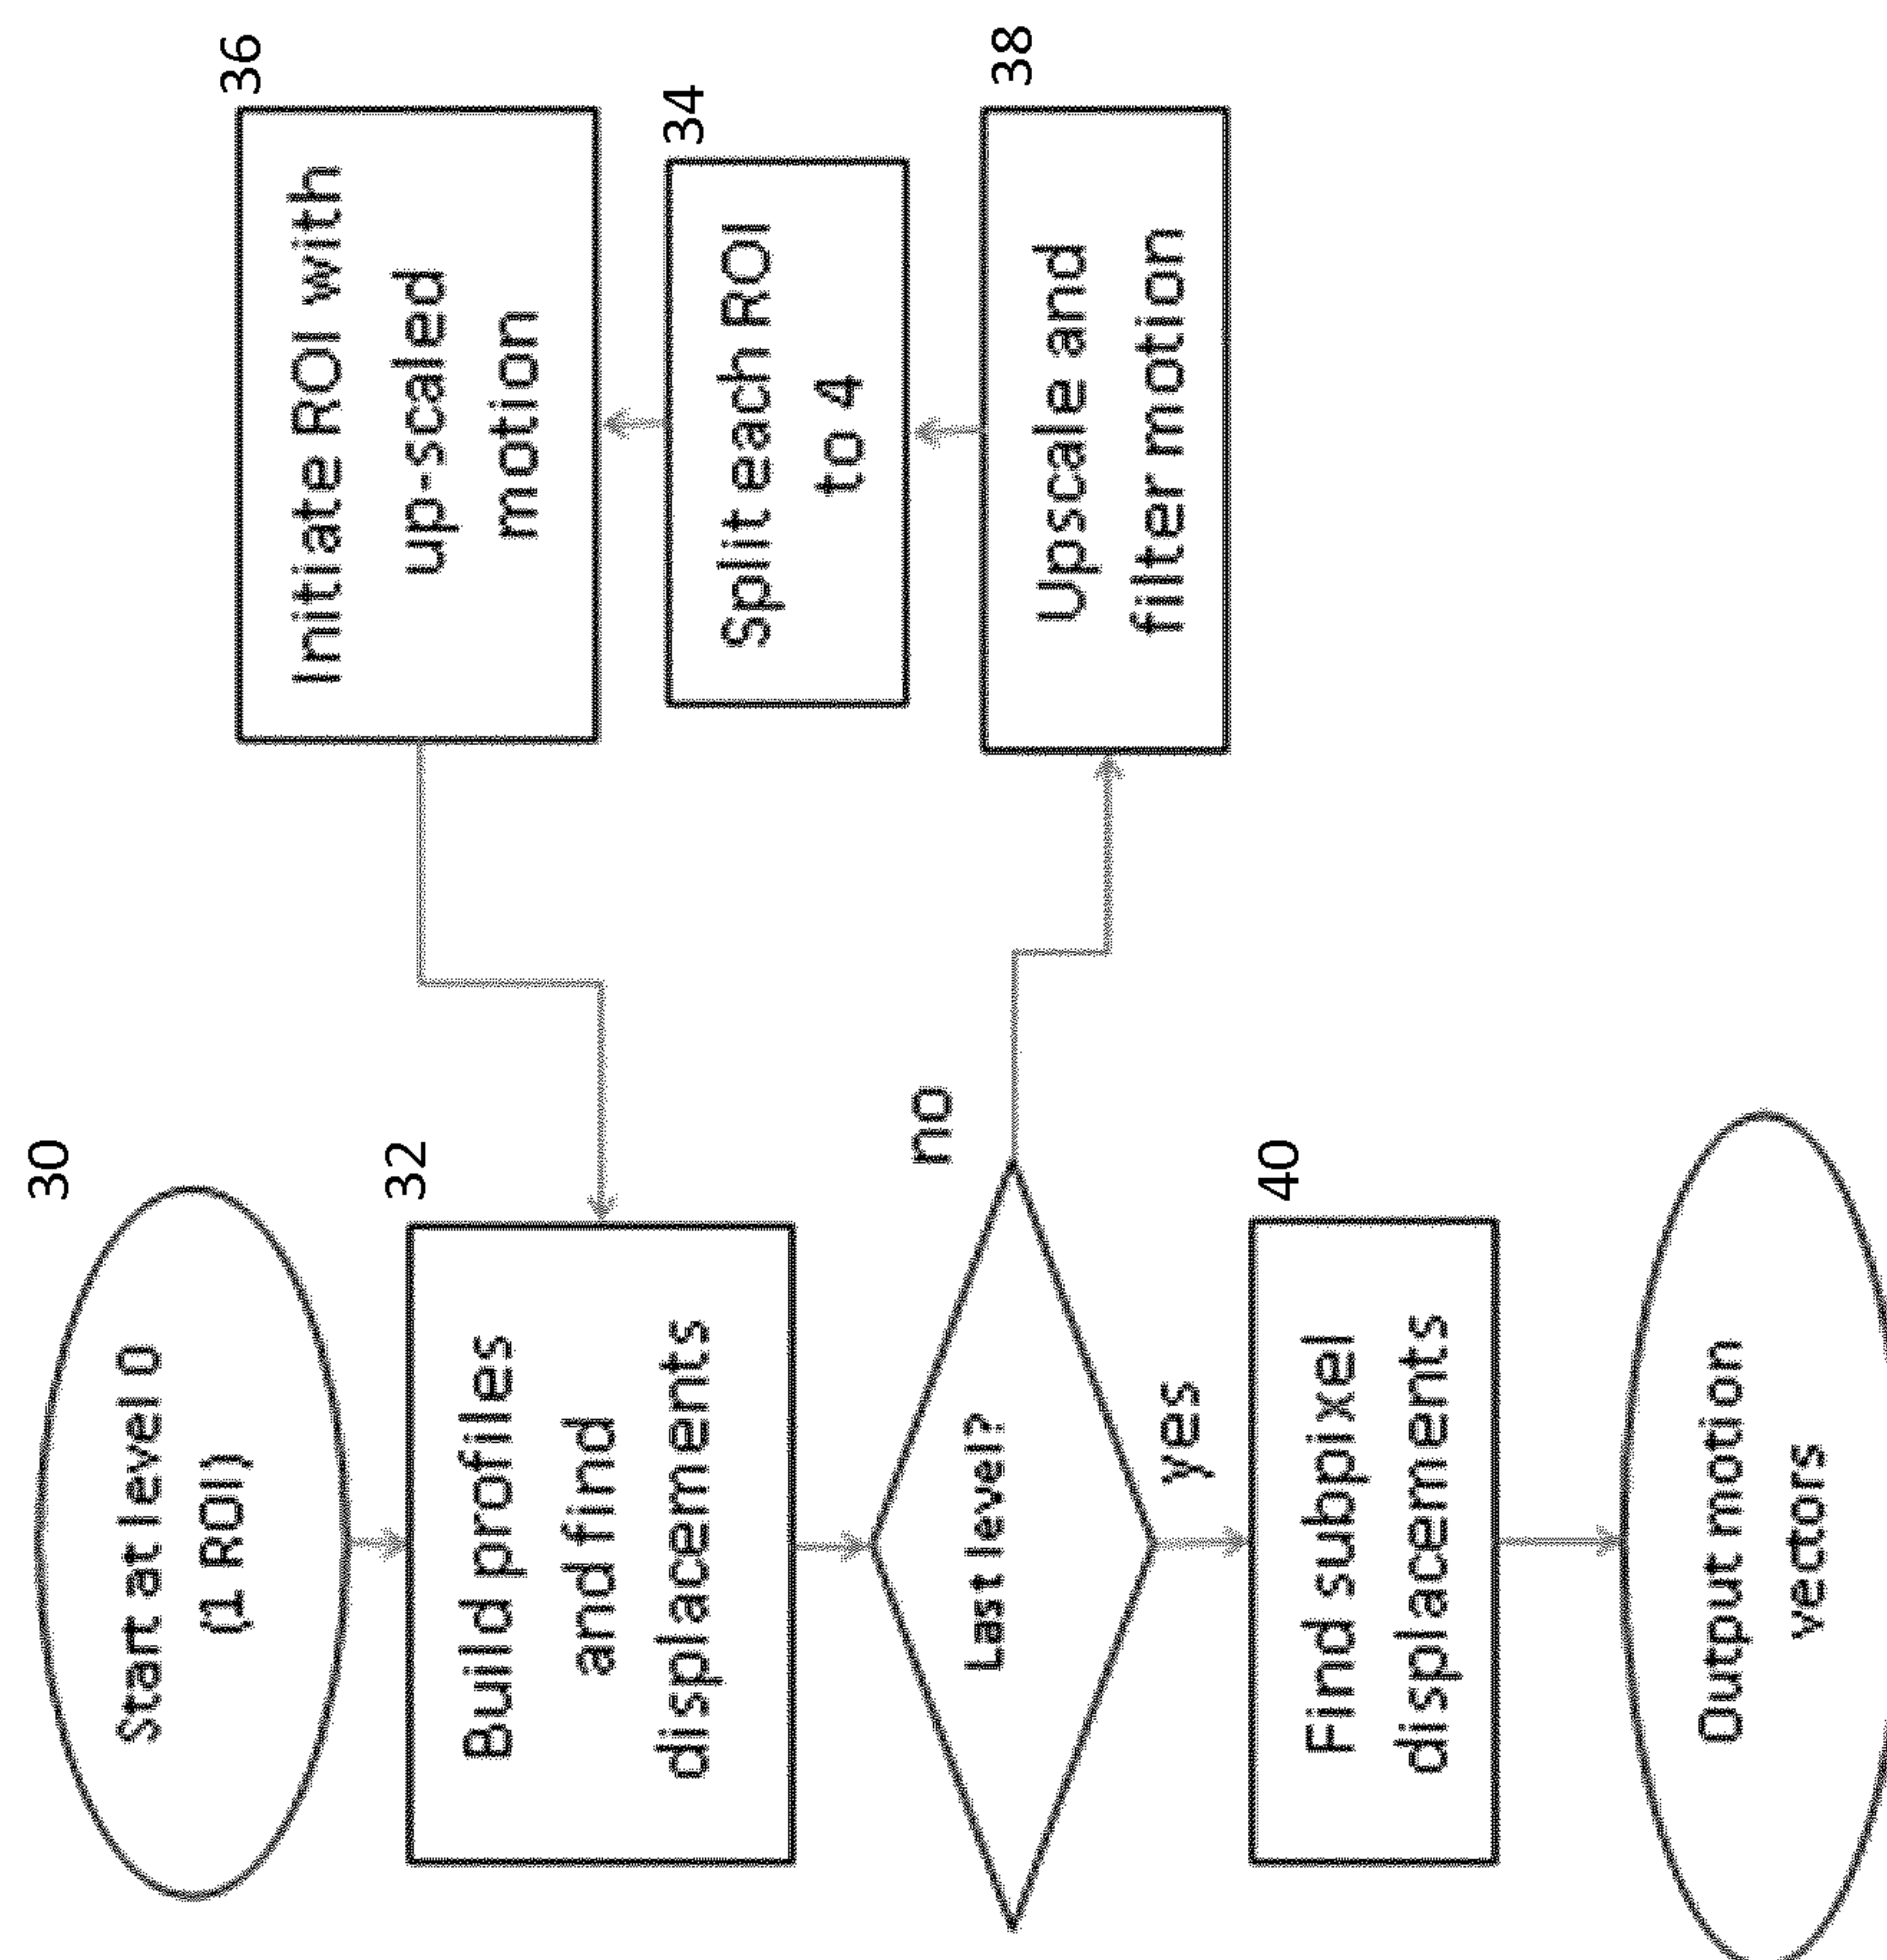 30
Start at level 0
(1 ROI)
32
Build profiles
and find
displacements
Last level?
no
yes
40
Find subpixel
displacements
Output motion
vectors
36
Initiate ROI with
up-scaled
motion
34
Split each ROI
to 4
38
Upscale and
filter motion